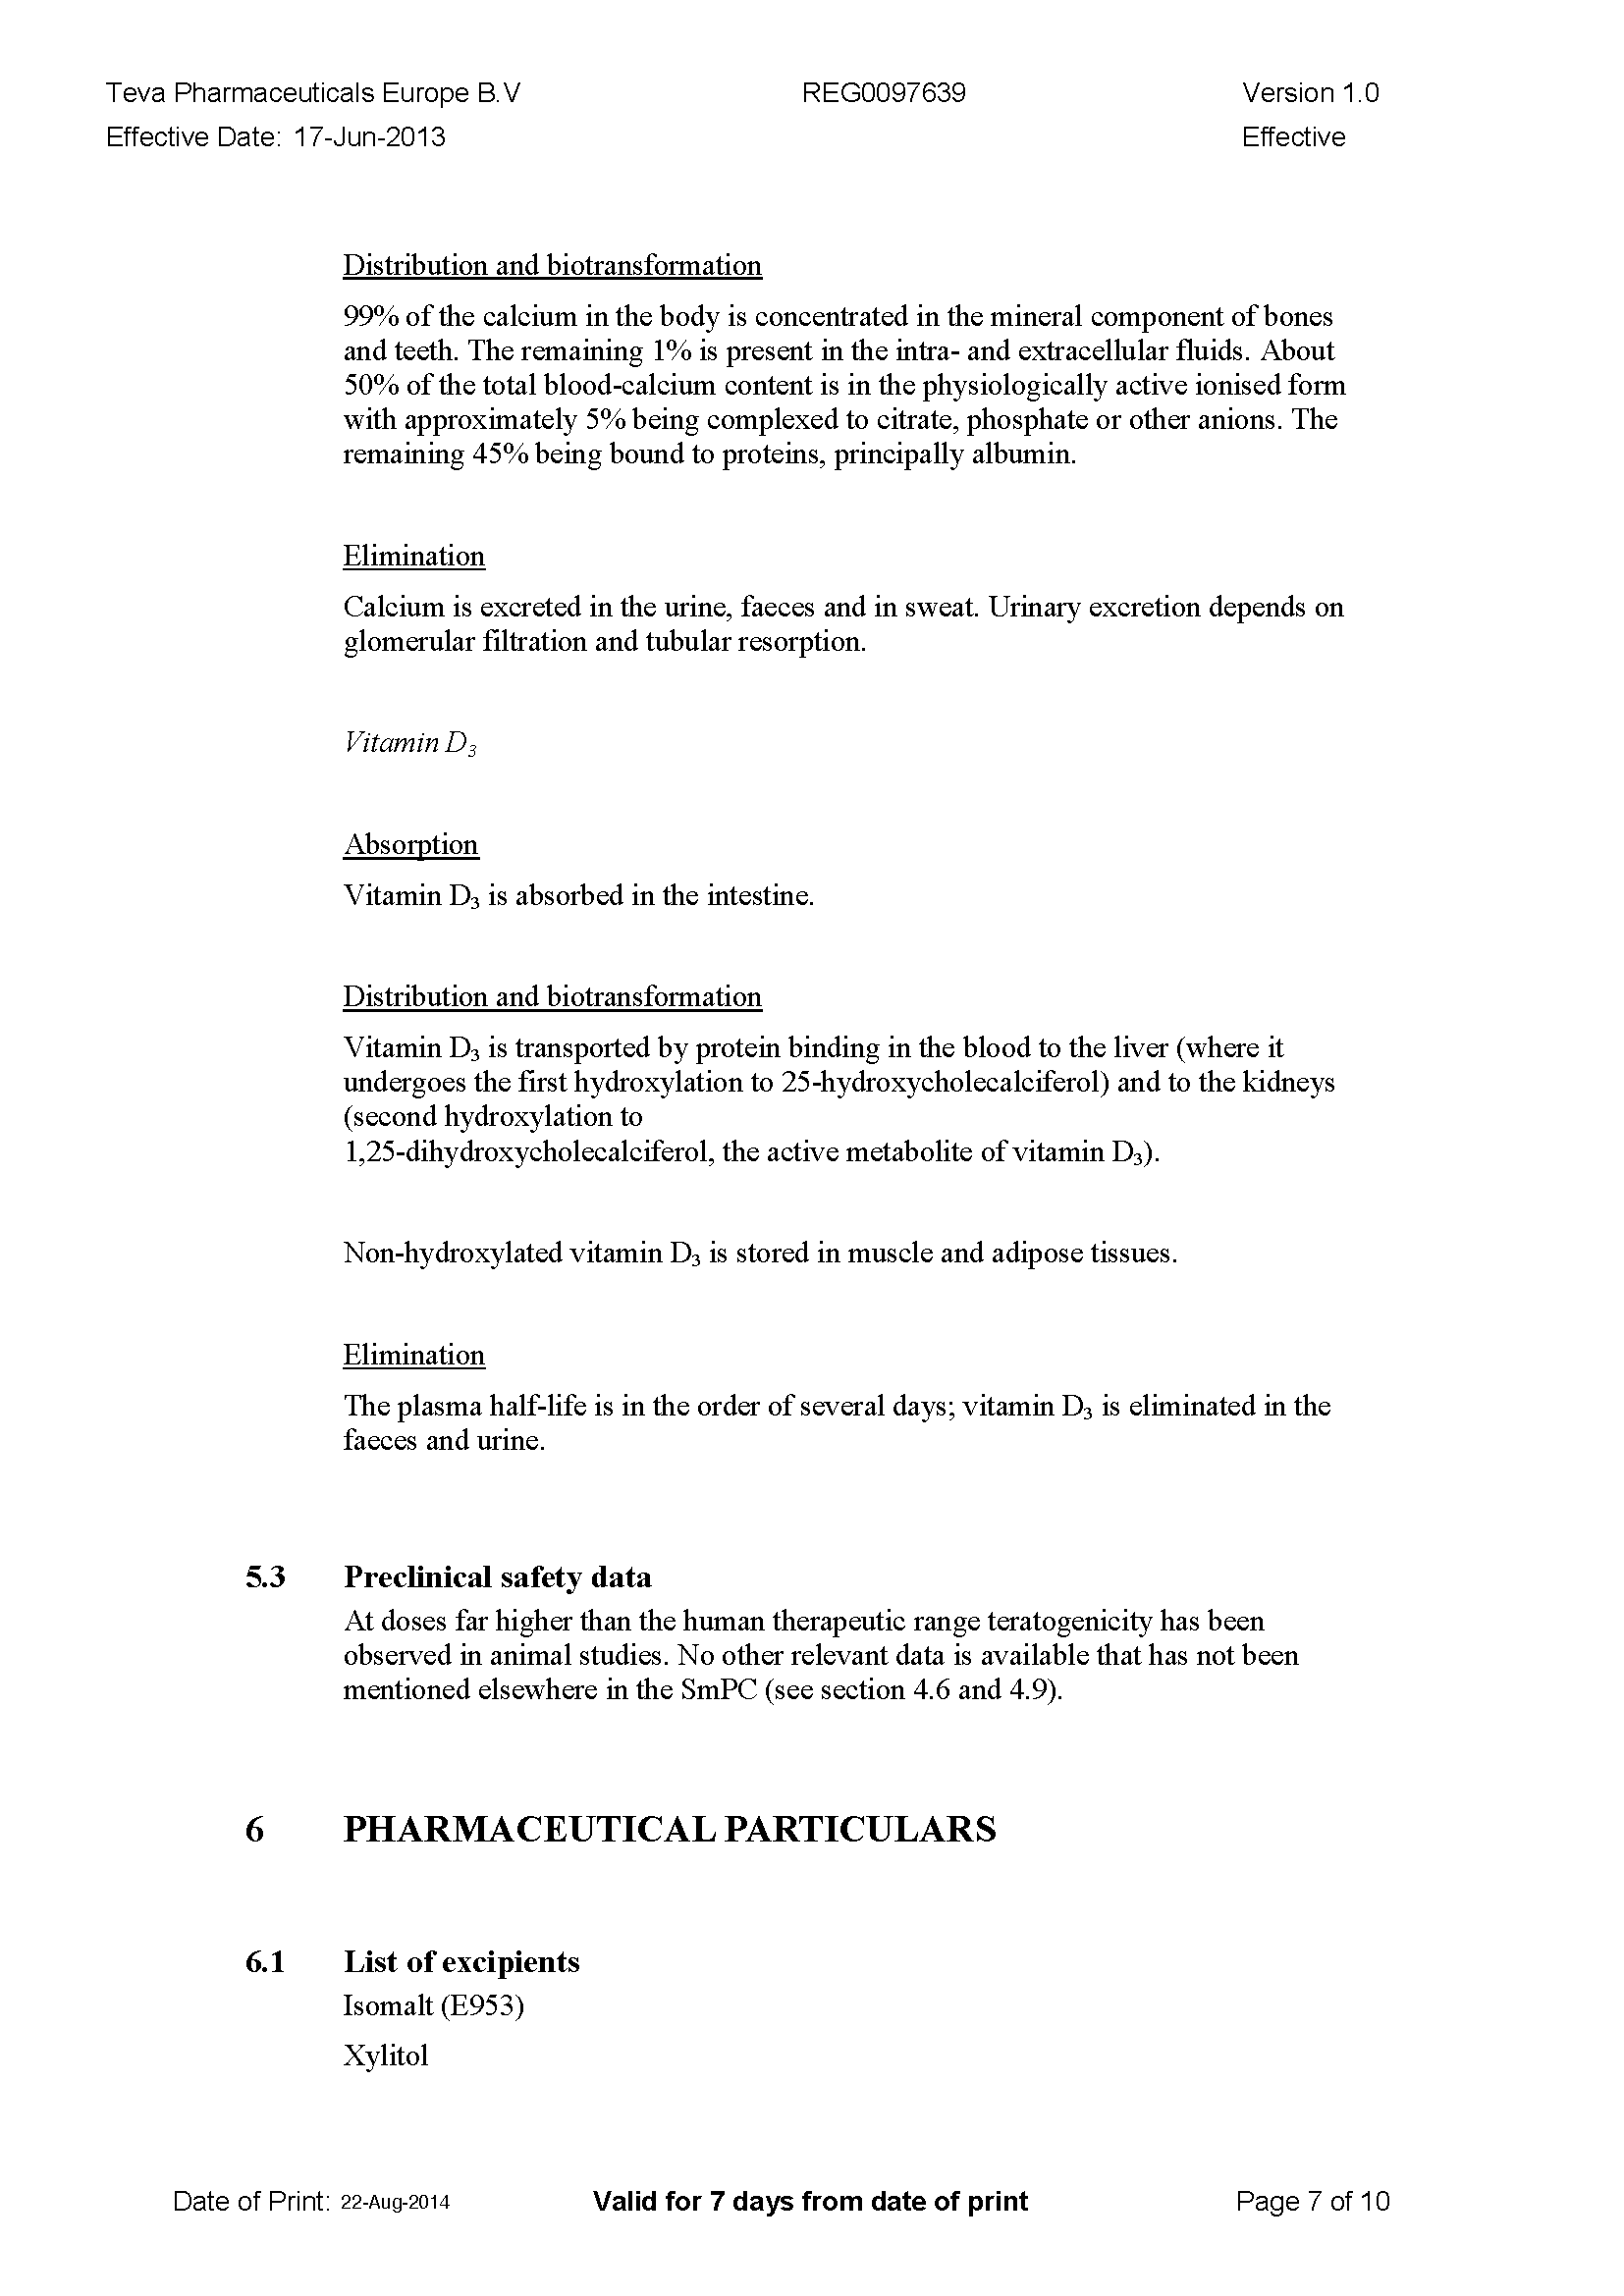 Teva Pharmaceuticals Europe B.V REG0097639 Version 1.0
Effective Date: 17-Jun-2013 Effective
Distribution and biotransformation
99% of the calcium in the body is concentrated in the mineral component of bones
and teeth. The remaining 1% is present in the intra- and extracellular fluids. About
50% of the total blood-calcium content is in the physiologically active ionised form
with approximately 5% being complexed to citrate, phosphate or other anions. The
remaining 45% being bound to proteins, principally albumin.
Elimination
Calcium is excreted in the urine, faeces and in sweat. Urinary excretion depends on
glomerular filtration and tubular resorption.
Vitamin D₃
Absorption
Vitamin D₃ is absorbed in the intestine.
Distribution and biotransformation
Vitamin D₃ is transported by protein binding in the blood to the liver (where it
undergoes the first hydroxylation to 25-hydroxycholecalciferol) and to the kidneys
(second hydroxylation to
1,25-dihydroxycholecalciferol, the active metabolite of vitamin D₃).
Non-hydroxylated vitamin D₃ is stored in muscle and adipose tissues.
Elimination
The plasma half-life is in the order of several days; vitamin D₃ is eliminated in the
faeces and urine.
5.3 Preclinical safety data
At doses far higher than the human therapeutic range teratogenicity has been
observed in animal studies. No other relevant data is available that has not been
mentioned elsewhere in the SmPC (see section 4.6 and 4.9).
6 PHARMACEUTICAL PARTICULARS
6.1 List of excipients
Isomalt (E953)
Xylitol
Date of Print: 22-Aug-2014 Valid for 7 days from date of print Page 7 of 10